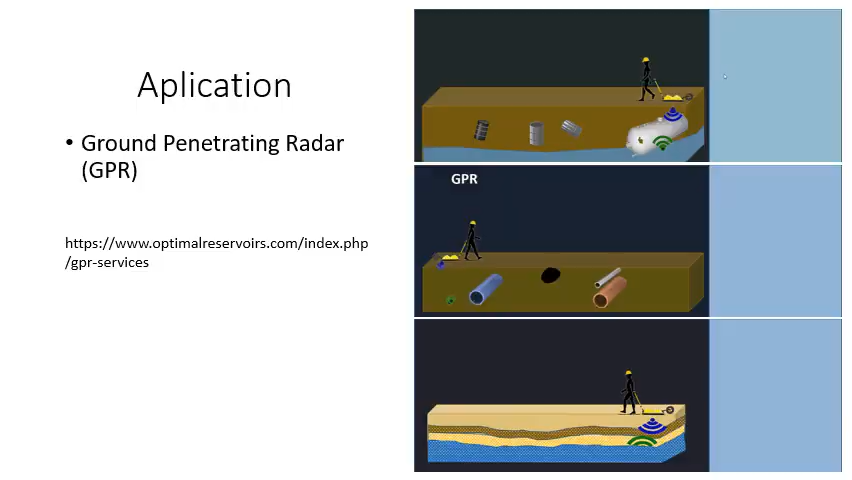 Aplication
• Ground Penetrating Radar
(GPR)
https://www.optimalreservoirs.com/index.php
/gpr-services
GPR